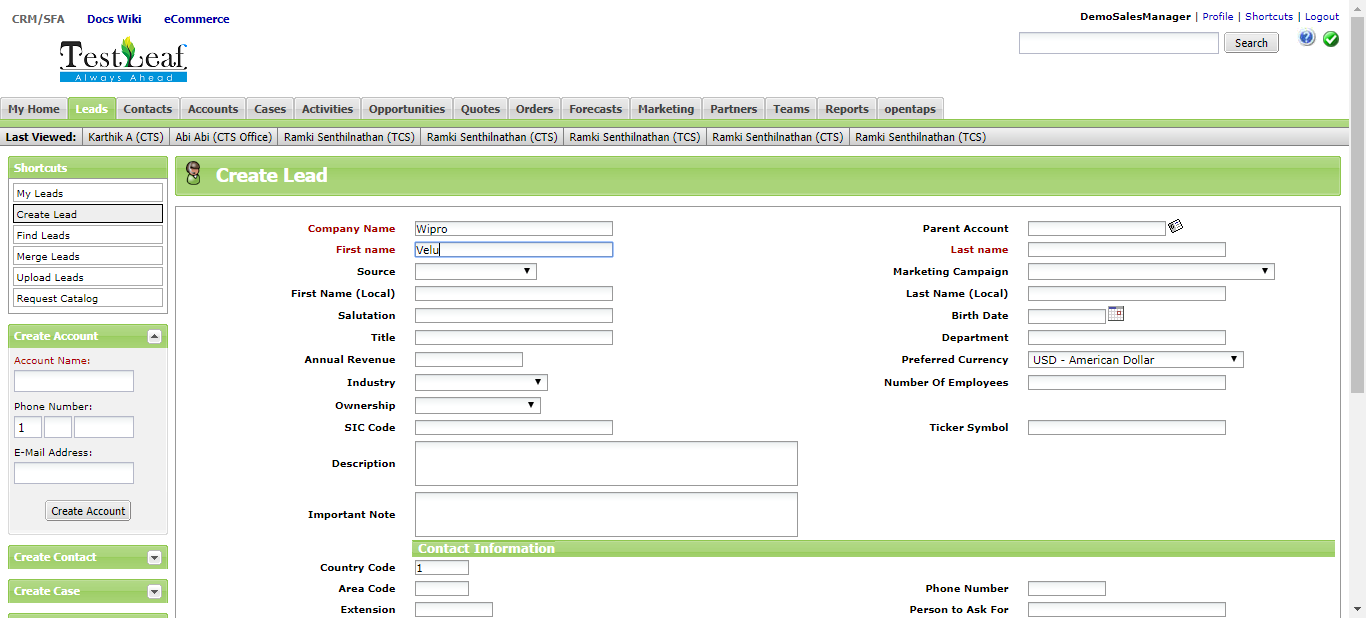 CRM/SFA Docs Wiki eCommerce
DemoSalesManager | Profile | Shortcuts | Logout
TestLeaf
Always Ahead
Search
?
My Home Leads Contacts Accounts Cases Activities Opportunities Quotes Orders Forecasts Marketing Partners Teams Reports opentaps
Last Viewed: Karthik A (CTS) Abi Abi (CTS Office) Ramki Senthilnathan (TCS) Ramki Senthilnathan (CTS) Ramki Senthilnathan (TCS) Ramki Senthilnathan (CTS) Ramki Senthilnathan (TCS)
Shortcuts
My Leads
Create Lead
Find Leads
Merge Leads
Upload Leads
Request Catalog
Create Account
Account Name:
Phone Number:
1
E-Mail Address:
Create Account
Create Contact
Create Case
Create Lead
Company Name Wipro Parent Account
First name Velu Last name
Source Marketing Campaign
First Name (Local) Last Name (Local)
Salutation Birth Date
Title Department
Annual Revenue Preferred Currency USD - American Dollar
Industry Number Of Employees
Ownership
SIC Code Ticker Symbol
Description
Important Note
Contact Information
Country Code 1
Area Code Phone Number
Extension Person to Ask For